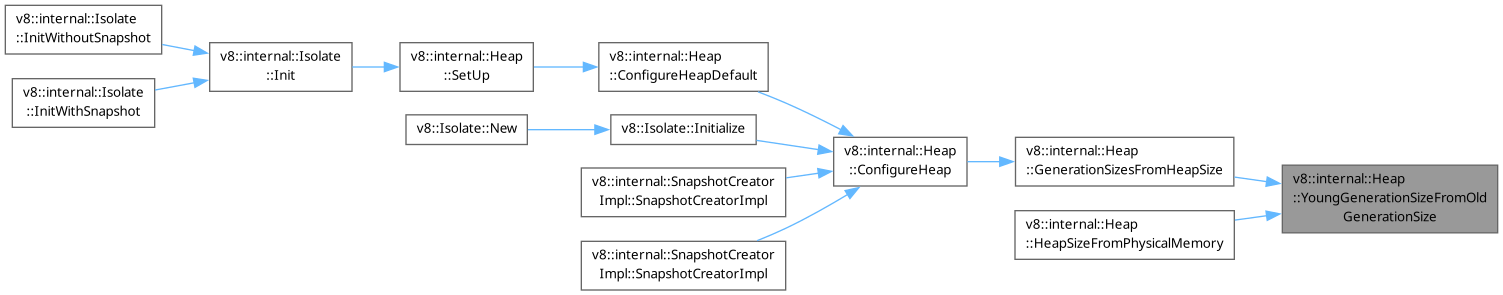 v8::internal::Isolate
::InitWithoutSnapshot
v8::internal::Isolate
::InitWithSnapshot
v8::internal::Isolate
::Init
v8::internal::Heap
::SetUp
v8::internal::Heap
::ConfigureHeapDefault
v8::Isolate::New
v8::Isolate::Initialize
v8::internal::SnapshotCreator
Impl::SnapshotCreatorImpl
v8::internal::SnapshotCreator
Impl::SnapshotCreatorImpl
v8::internal::Heap
::ConfigureHeap
v8::internal::Heap
::GenerationSizesFromHeapSize
v8::internal::Heap
::HeapSizeFromPhysicalMemory
v8::internal::Heap
::YoungGenerationSizeFromOld
GenerationSize